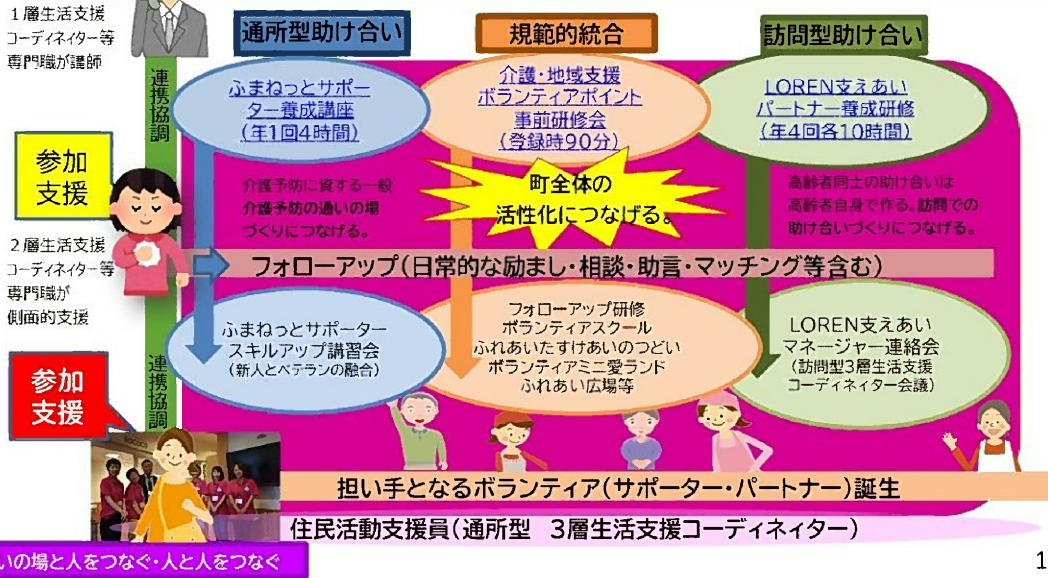 1層生活支援
コーディネイター等
専門職が講師
連携協調
通所型助け合い
規範的統合
訪問型助け合い
ふまねっとサポー
ター養成講座
(年1回4時間)
介護・地域支援
ボランティアポイント
事前研修会
(登録時90分)
LOREN支えあい
パートナー養成研修
(年4回各10時間)
参加
支援
介護予防に資する一般
介護予防の通いの場
づくりにつなげる。
町全体の
活性化につなげる。
高齢者同士の助け合いは
高齢者自身で作る。訪問での
助け合いづくりにつなげる。
2層生活支援
コーディネイター等
専門職が
側面的支援
フォローアップ(日常的な励まし・相談・助言・マッチング等含む)
連携協調
ふまねっとサポーター
スキルアップ講習会
(新人とベテランの融合)
フォローアップ研修
ボランティアスクール
ふれあいたすけあいのつどい
ボランティアミニ愛ランド
ふれあい広場等
LOREN支えあい
マネージャー連絡会
(訪問型3層生活支援
コーディネイター会議)
参加
支援
担い手となるボランティア(サポーター・パートナー)誕生
住民活動支援員(通所型 3層生活支援コーディネィター)
いの場と人をつなぐ・人と人をつなぐ
1